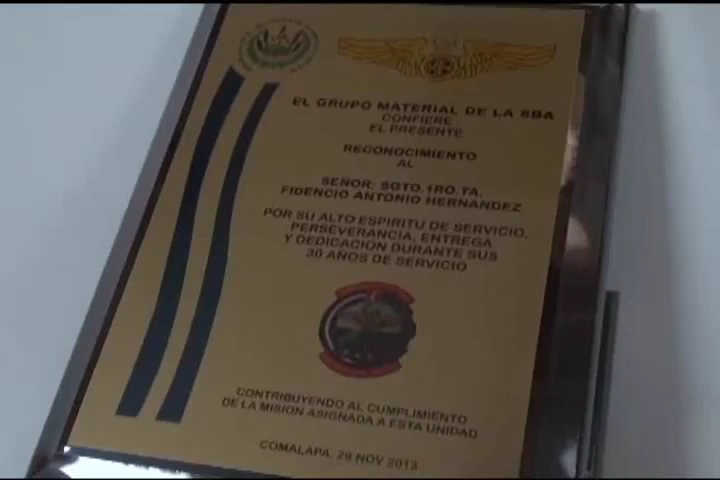 EL GRUPO MATERIAL DE LA SBA
CONFIERE
EL PRESENTE
RECONOCIMIENTO
AL
SEÑOR: SGTO. 1RO.TA.
FIDENCIO ANTONIO HERNANDEZ
POR SU ALTO ESPIRITU DE SERVICIO,
PERSEVERANCIA, ENTREGA
Y DEDICACION DURANTE SUS
30 AÑOS DE SERVICIO
CONTRIBUYENDO AL CUMPLIMIENTO
DE LA MISION ASIGNADA A ESTA UNIDAD
COMALAPA, 29 NOV 2013